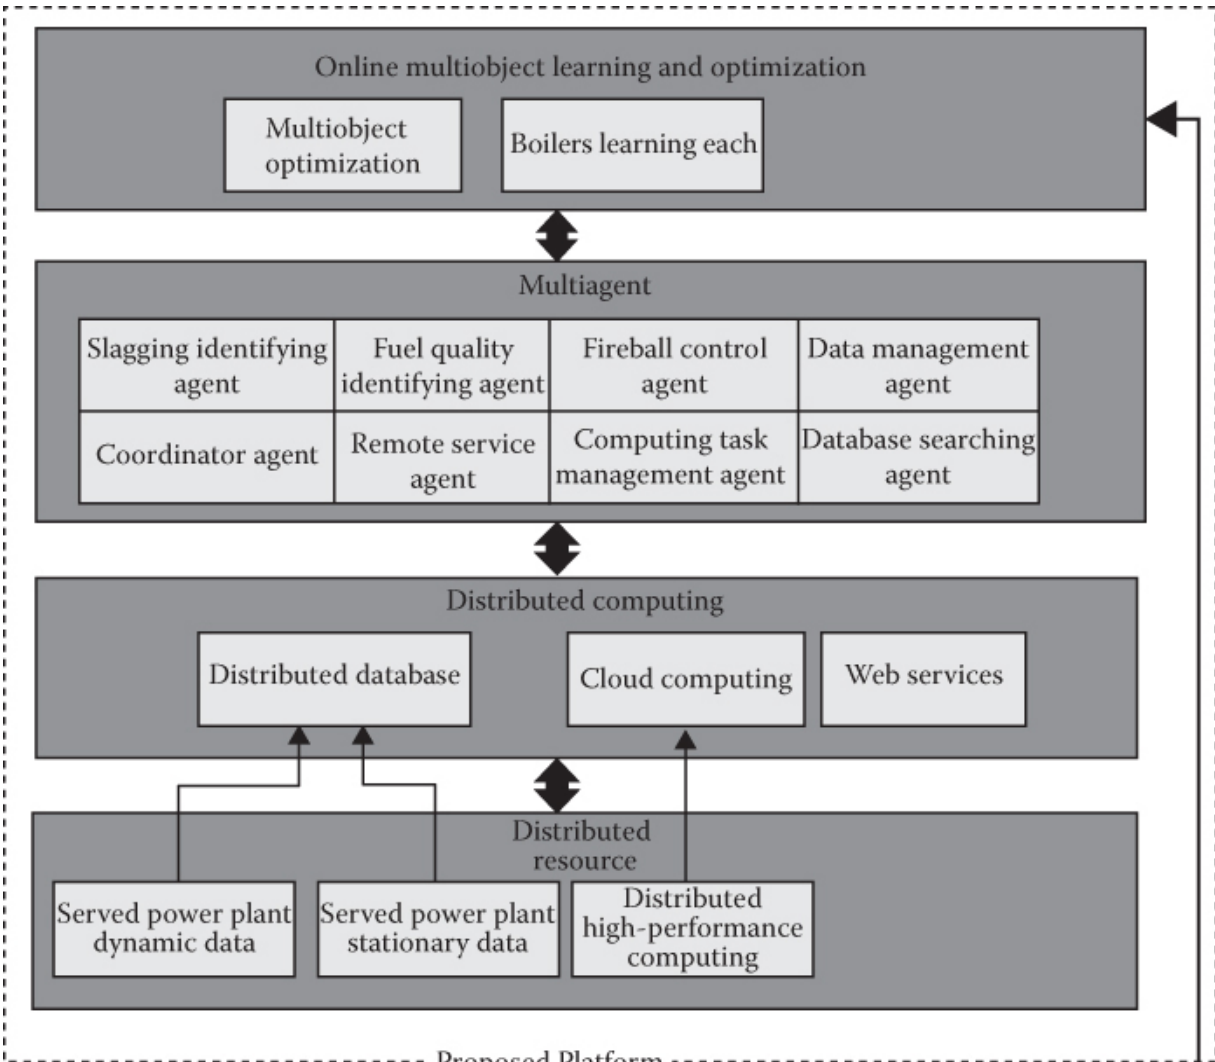 Online multiobject learning and optimization
Multiobject
optimization
Boilers learning each
Multiagent
Slagging identifying
agent
Fuel quality
identifying agent
Fireball control
agent
Data management
agent
Coordinator agent
Remote service
agent
Computing task
management agent
Database searching
agent
Distributed computing
Distributed database
Cloud computing
Web services
Distributed
resource
Served power plant
dynamic data
Served power plant
stationary data
Distributed
high-performance
computing
Proposed Platform